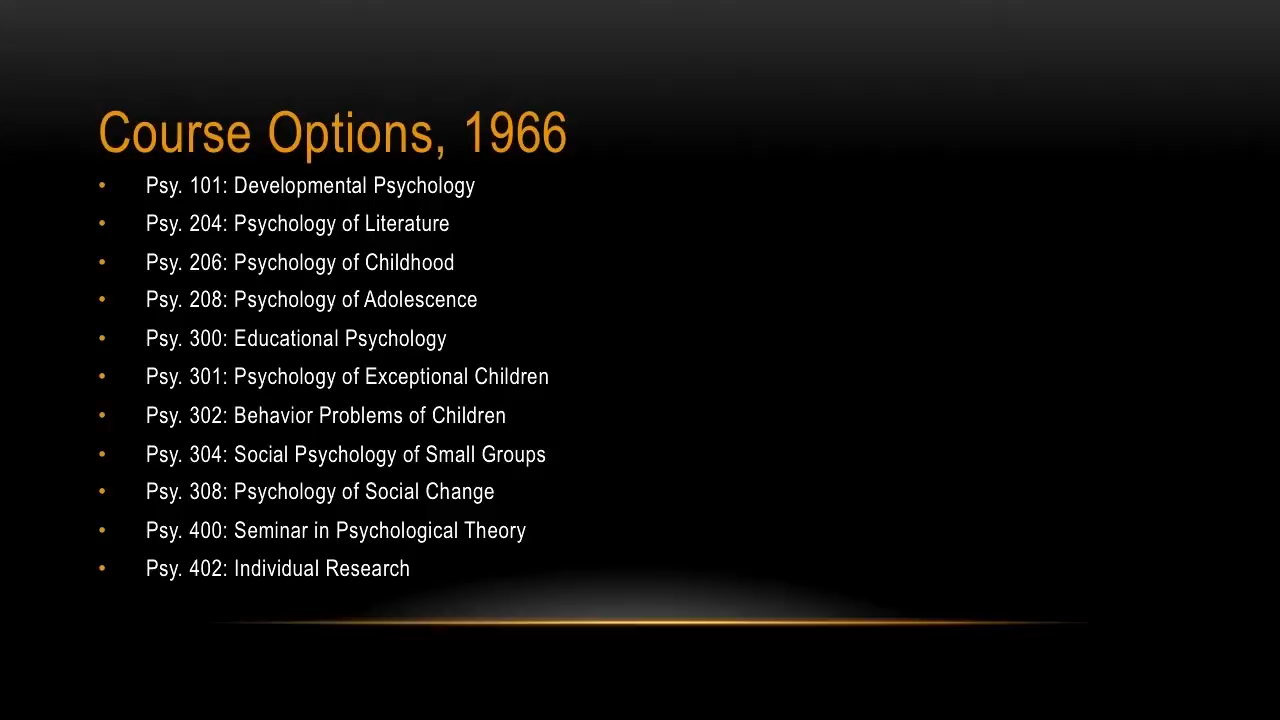 Course Options, 1966
• Psy. 101: Developmental Psychology
• Psy. 204: Psychology of Literature
• Psy. 206: Psychology of Childhood
• Psy. 208: Psychology of Adolescence
• Psy. 300: Educational Psychology
• Psy. 301: Psychology of Exceptional Children
• Psy. 302: Behavior Problems of Children
• Psy. 304: Social Psychology of Small Groups
• Psy. 308: Psychology of Social Change
• Psy. 400: Seminar in Psychological Theory
• Psy. 402: Individual Research